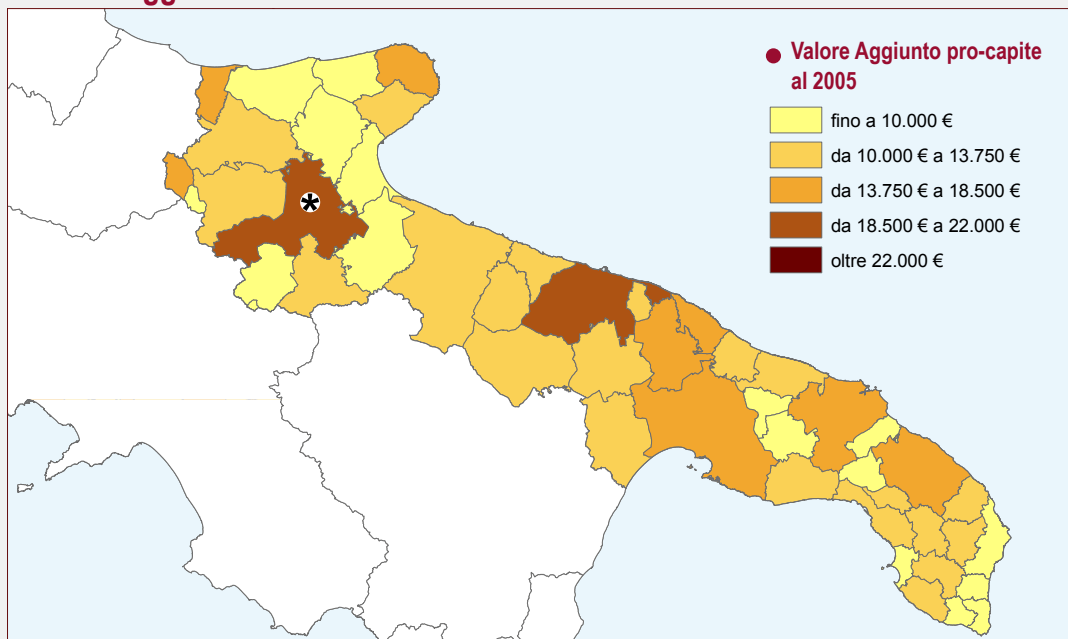 Valore Aggiunto pro-capite
al 2005
fino a 10.000 €
da 10.000 € a 13.750 €
da 13.750 € a 18.500 €
da 18.500 € a 22.000 €
oltre 22.000 €
*